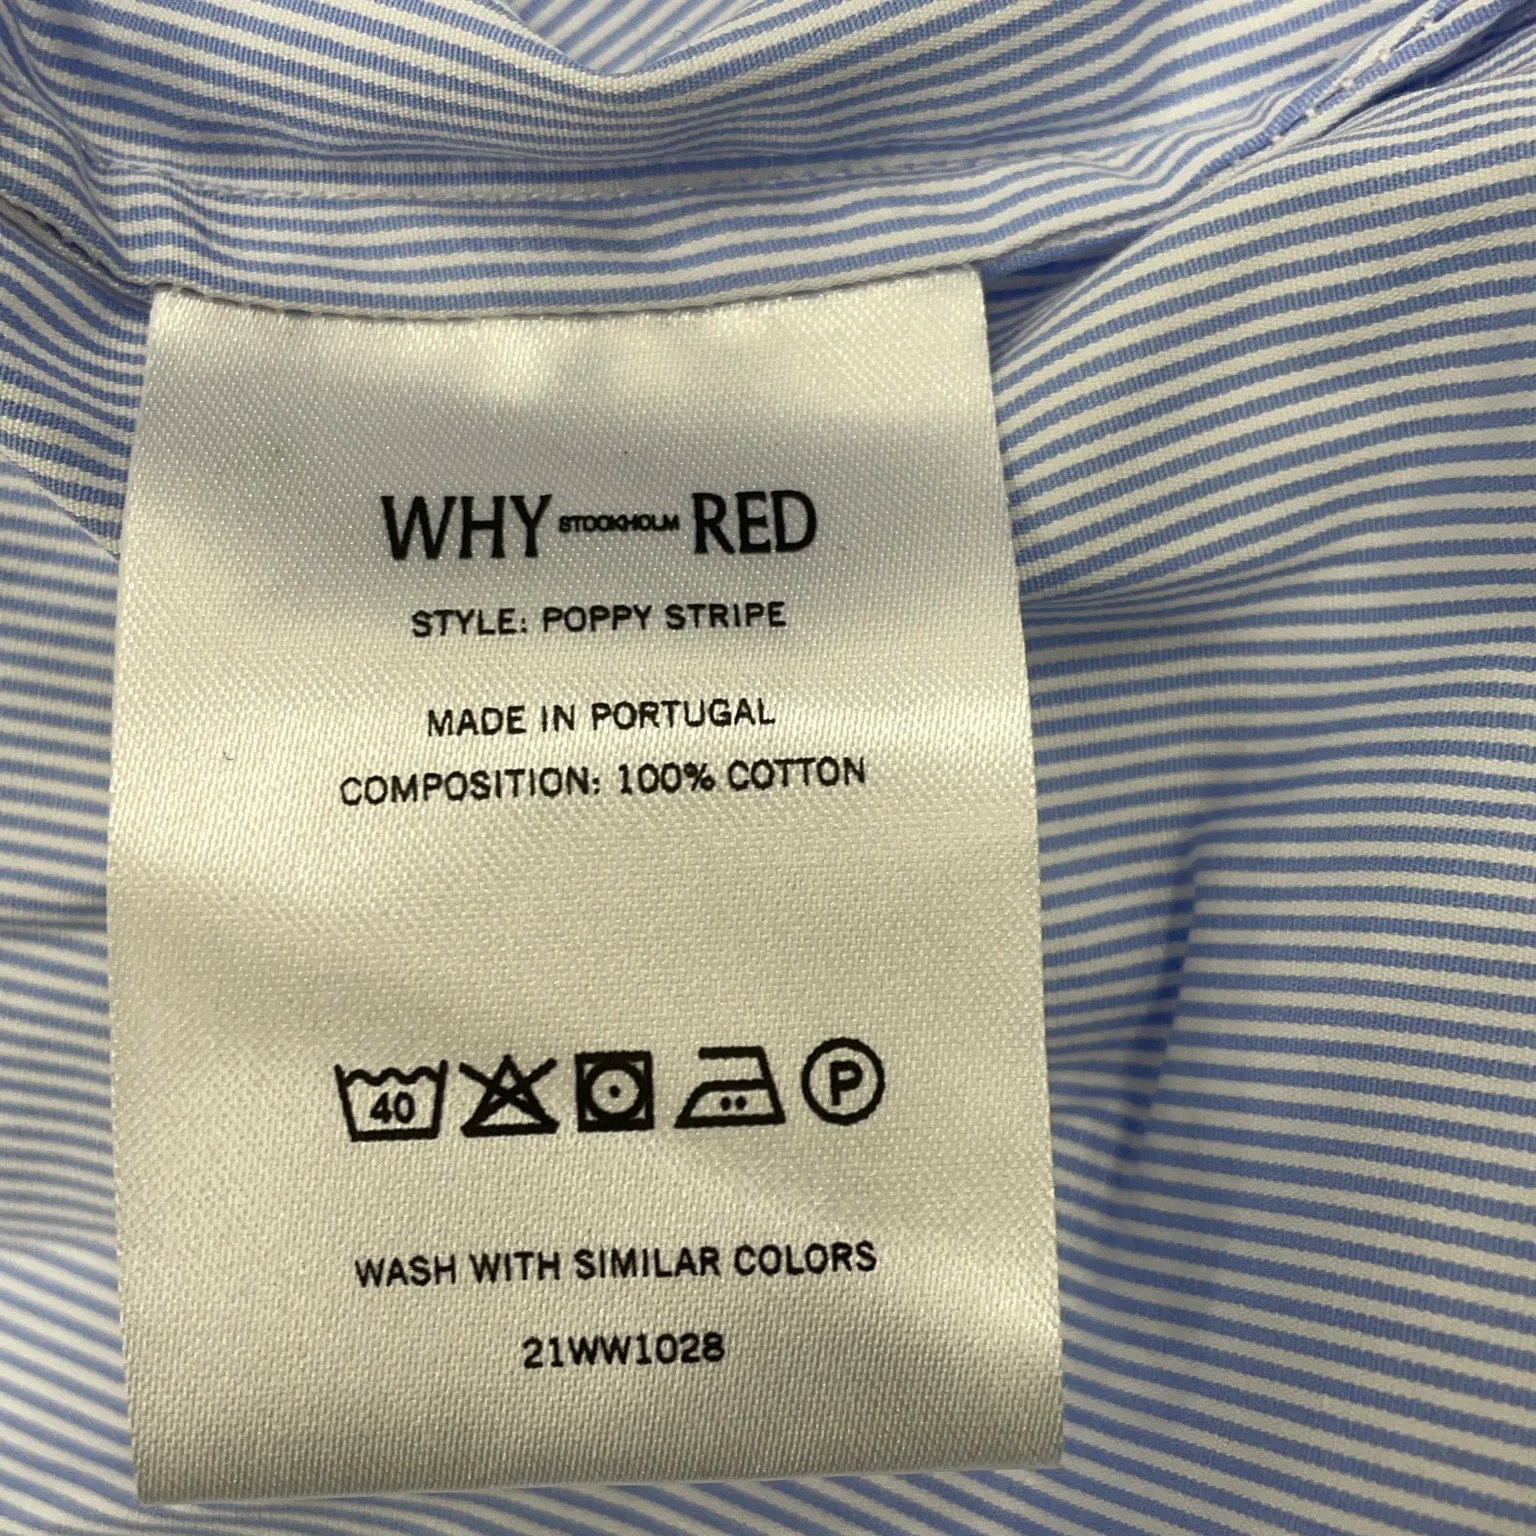 WHY STOCKHOLM RED
STYLE: POPPY STRIPE
MADE IN PORTUGAL
COMPOSITION: 100% COTTON
40 P
WASH WITH SIMILAR COLORS
21WW1028